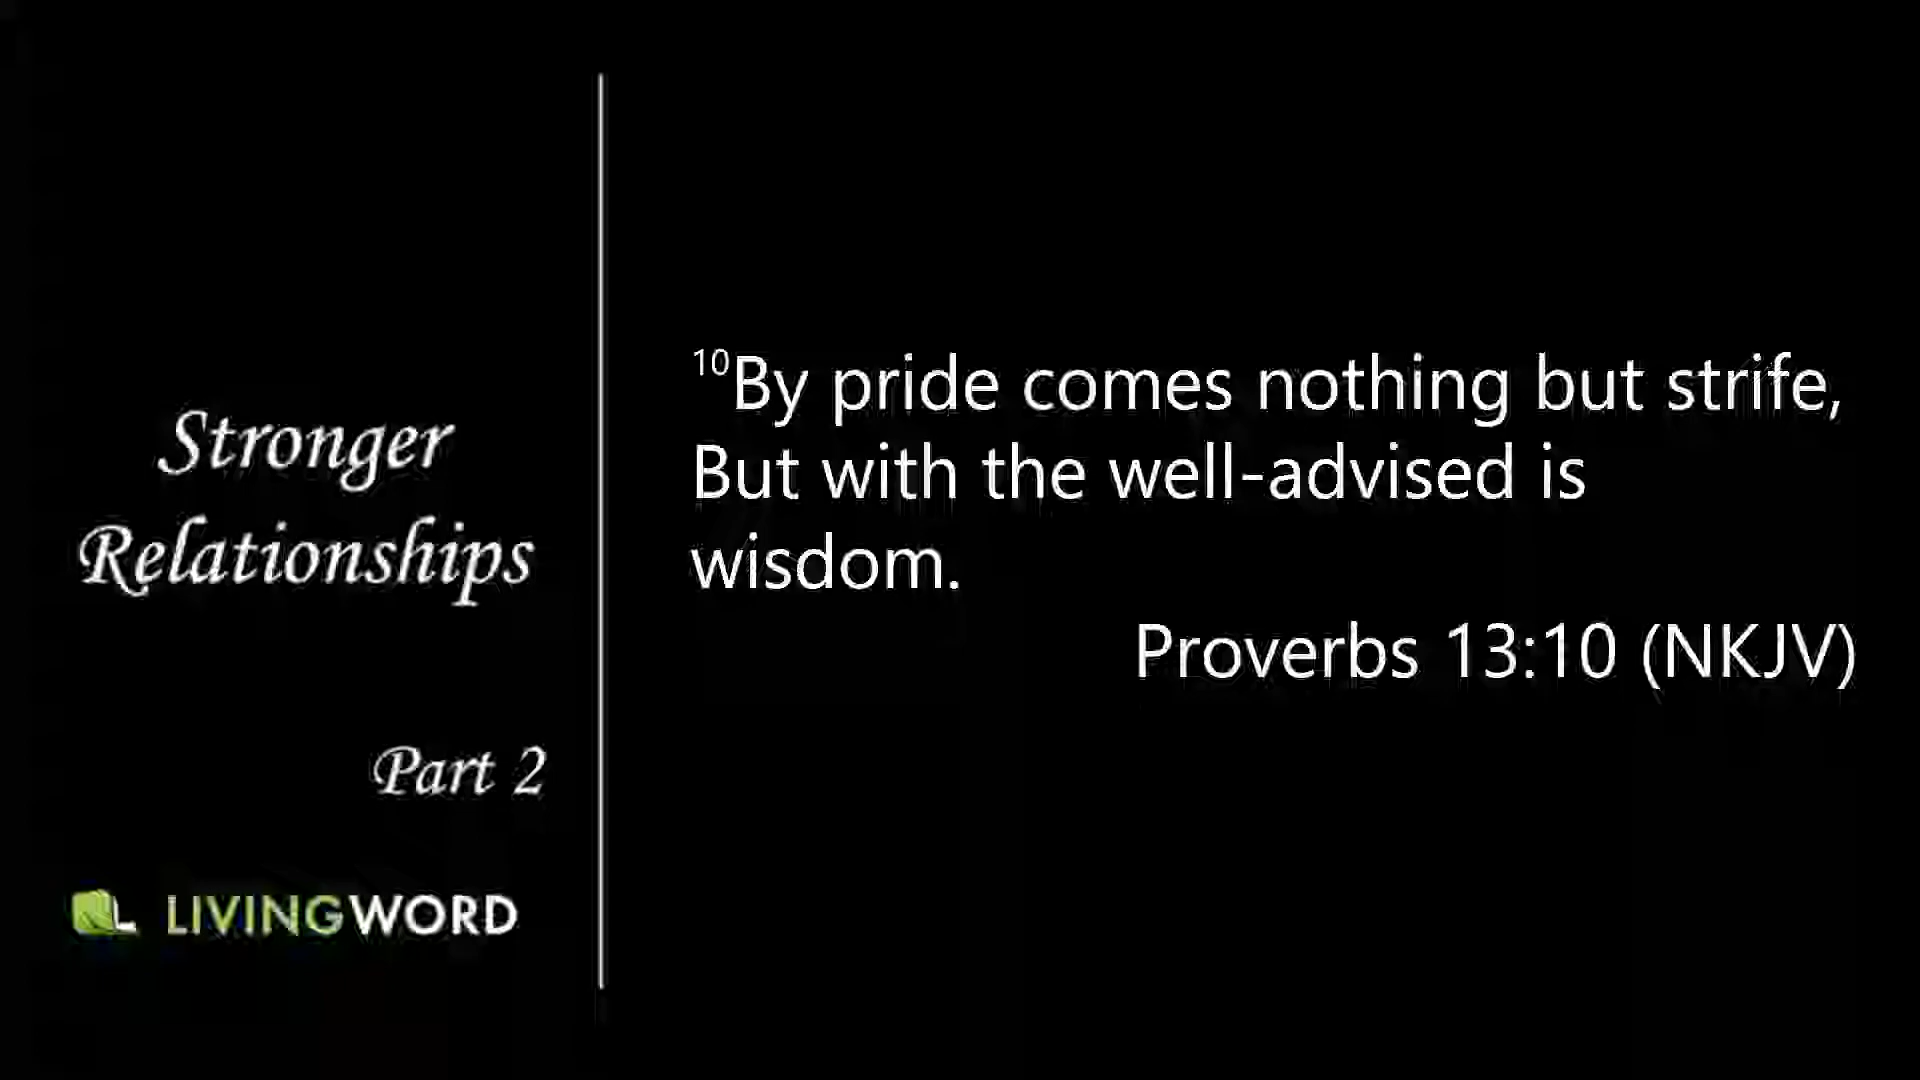 Stronger
Relationships
Part 2
LIVINGWORD
10By pride comes nothing but strife,
But with the well-advised is
wisdom.
Proverbs 13:10 (NKJV)